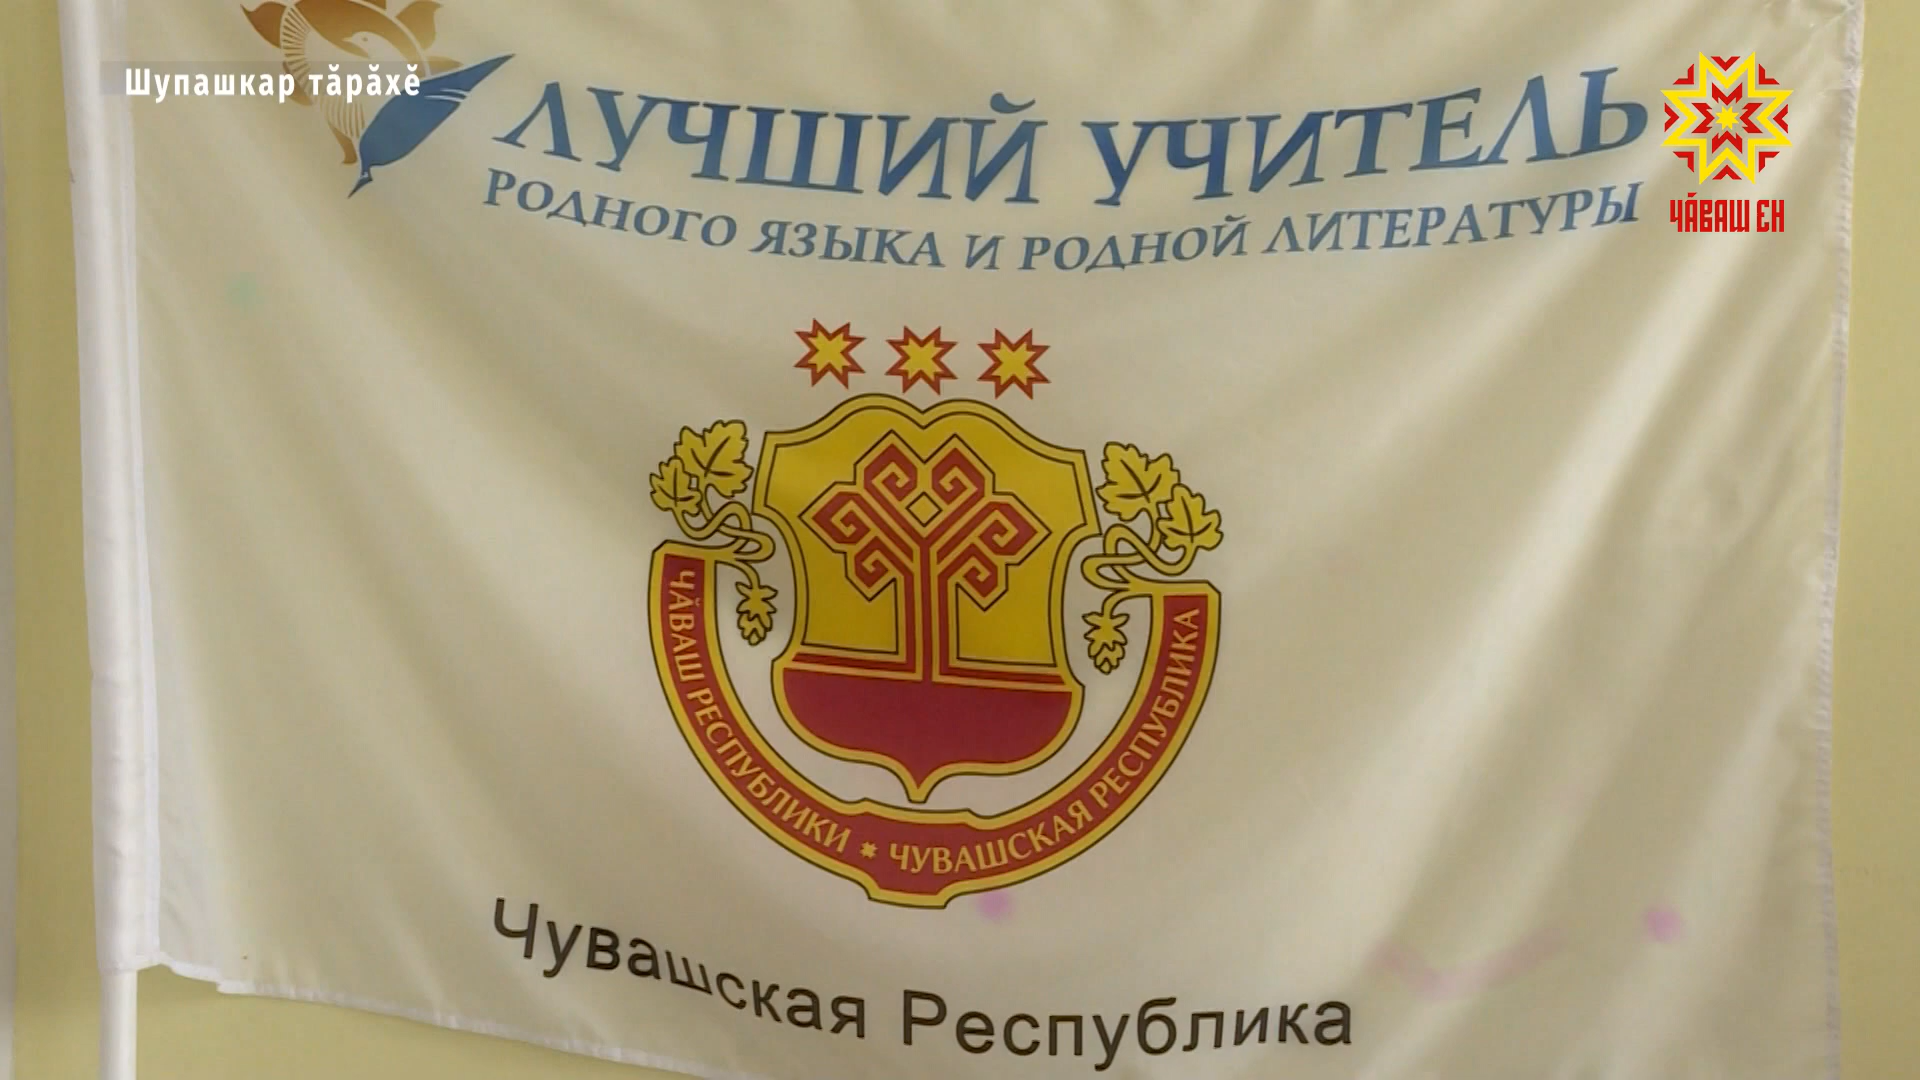 Шупашкар тӑрӑхӗ
ЛУЧШИЙ УЧИТЕЛЬ
РОДНОГО ЯЗЫКА И РОДНОЙ ЛИТЕРАТУРЫ
ЧӐВАШ ЕН
ЧӐВАШ РЕСПУБЛИКИ * ЧУВАШСКАЯ РЕСПУБЛИКА
Чувашская Республика